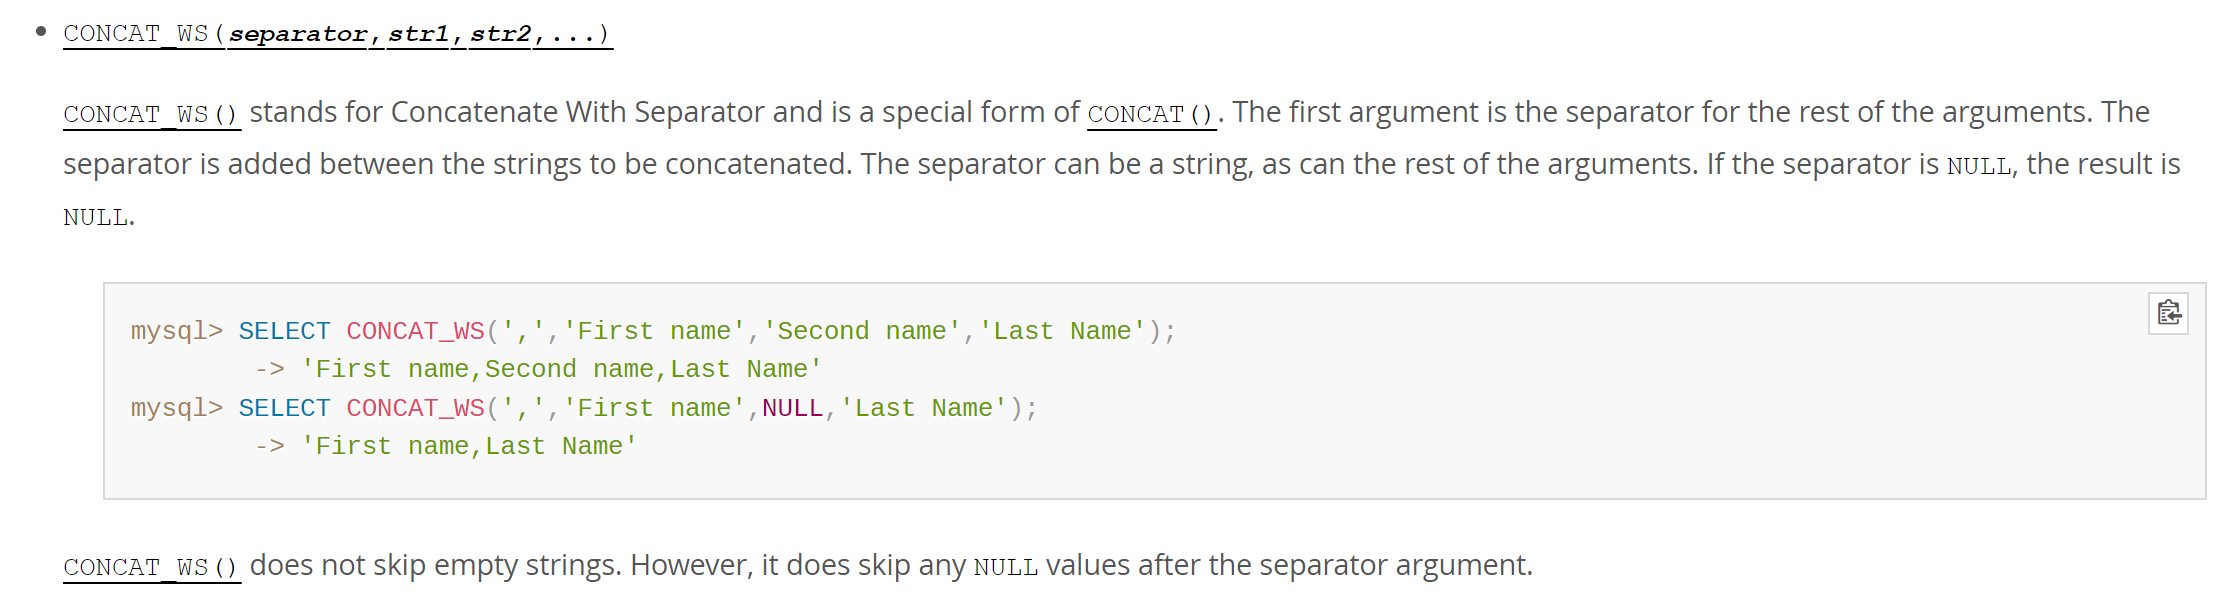 • CONCAT_WS(separator,str1,str2,...)
CONCAT_WS() stands for Concatenate With Separator and is a special form of CONCAT(). The first argument is the separator for the rest of the arguments. The
separator is added between the strings to be concatenated. The separator can be a string, as can the rest of the arguments. If the separator is NULL, the result is
NULL.
mysql> SELECT CONCAT_WS(',','First name','Second name','Last Name');
-> 'First name,Second name,Last Name'
mysql> SELECT CONCAT_WS(',','First name',NULL,'Last Name');
-> 'First name,Last Name'
CONCAT_WS() does not skip empty strings. However, it does skip any NULL values after the separator argument.